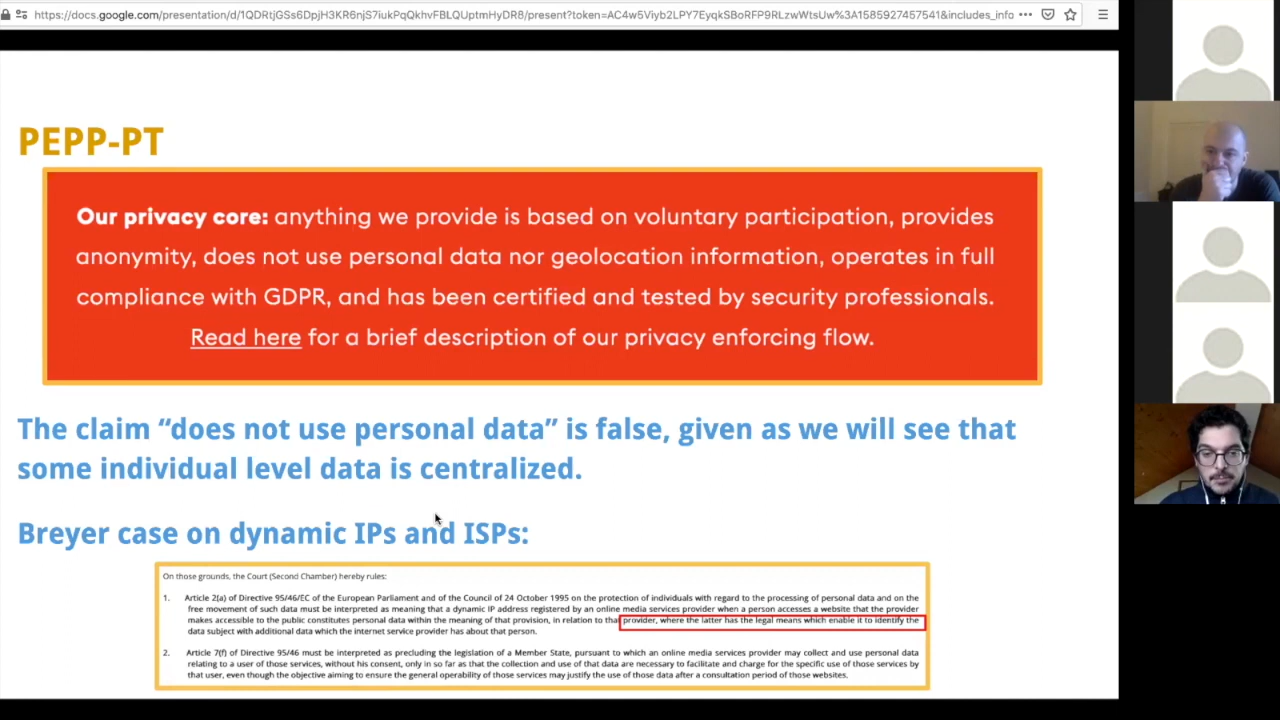 https://docs.google.com/presentation/d/1QDRtjGSs6DpjH3KR6njS7iukPqQkhvFBLQUptmHyDR8/present?token=AC4w5Viyb2LPY7EyqkSBoRFP9RLzwWtsUw%3A1585927457541&includes_info
PEPP-PT
Our privacy core: anything we provide is based on voluntary participation, provides
anonymity, does not use personal data nor geolocation information, operates in full
compliance with GDPR, and has been certified and tested by security professionals.
Read here for a brief description of our privacy enforcing flow.
The claim “does not use personal data” is false, given as we will see that
some individual level data is centralized.
Breyer case on dynamic IPs and ISPs:
On those grounds, the Court (Second Chamber) hereby rules:
1. Article 2(a) of Directive 95/46/EC of the European Parliament and of the Council of 24 October 1995 on the protection of individuals with regard to the processing of personal data and on the
free movement of such data must be interpreted as meaning that a dynamic IP address registered by an online media services provider when a person accesses a website that the provider
makes accessible to the public constitutes personal data within the meaning of that provision, in relation to that provider, where the latter has the legal means which enable it to identify the
data subject with additional data which the internet service provider has about that person.
2. Article 7(f) of Directive 95/46 must be interpreted as precluding the legislation of a Member State, pursuant to which an online media services provider may collect and use personal data
relating to a user of those services, without his consent, only in so far as that the collection and use of that data are necessary to facilitate and charge for the specific use of those services by
that user, even though the objective aiming to ensure the general operability of those services may justify the use of those data after a consultation period of those websites.